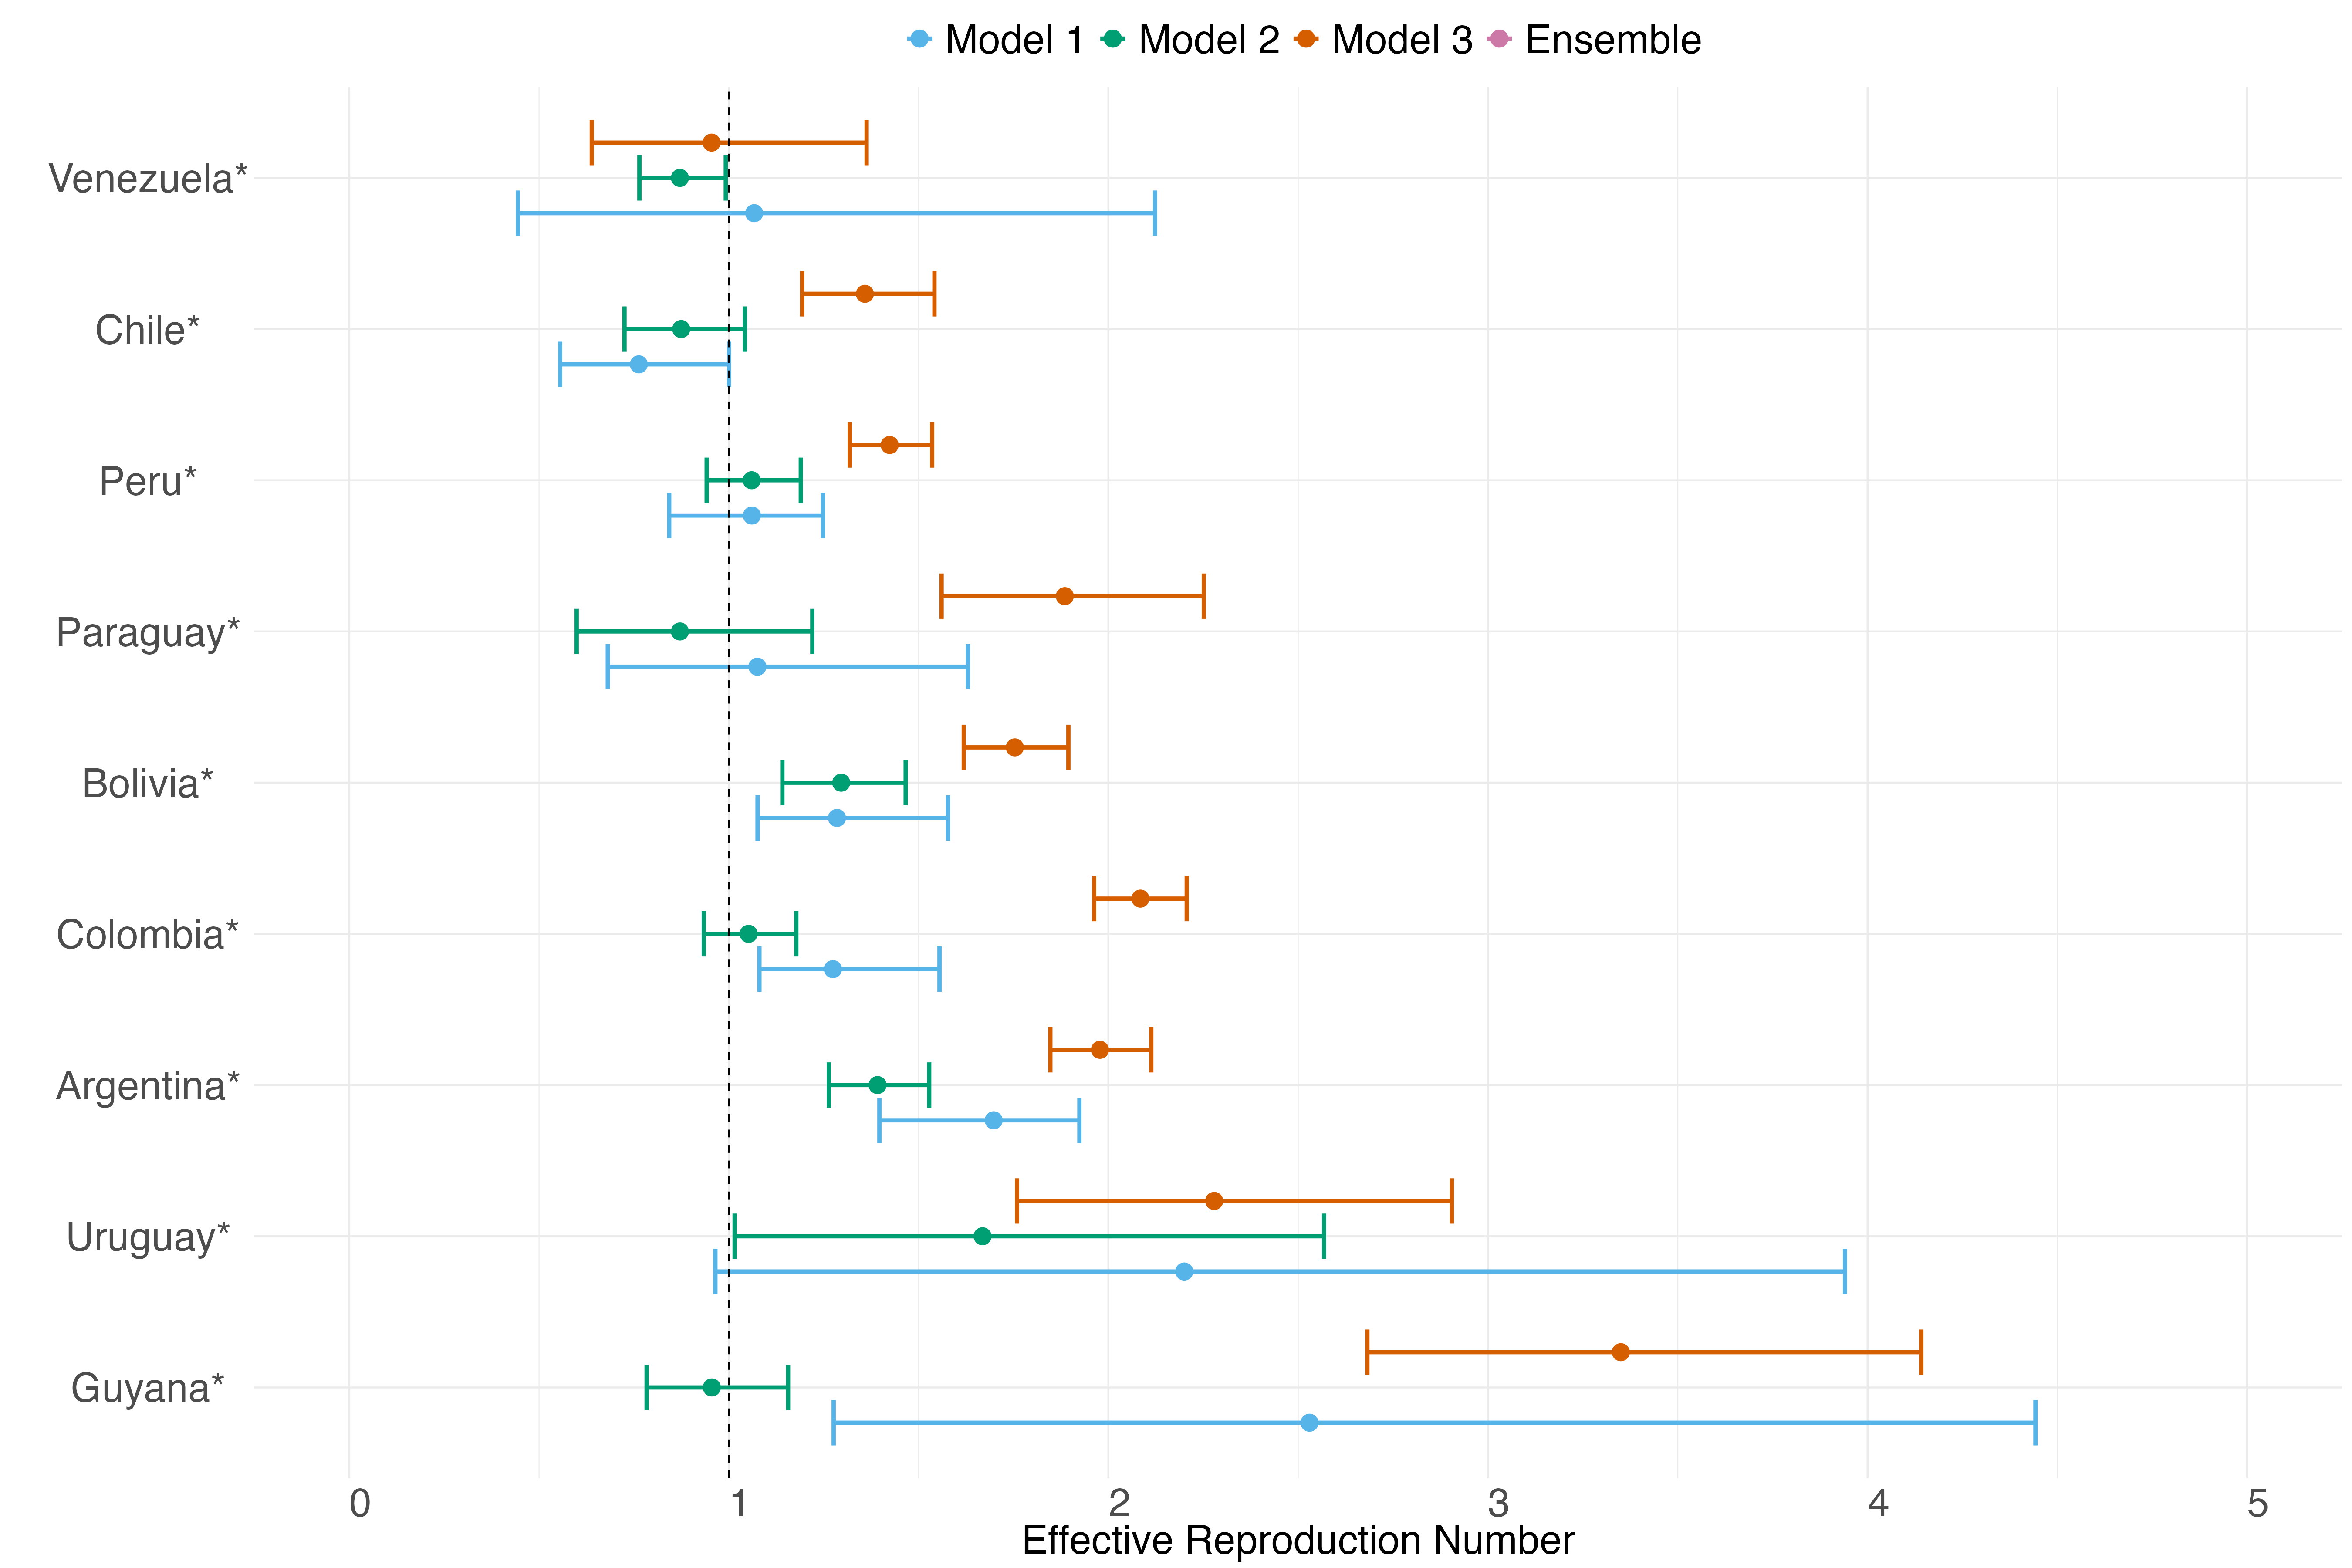 Model 1 Model 2 Model 3 Ensemble
Venezuela*
Chile*
Peru*
Paraguay*
Bolivia*
Colombia*
Argentina*
Uruguay*
Guyana*
0 1 2 3 4 5
Effective Reproduction Number